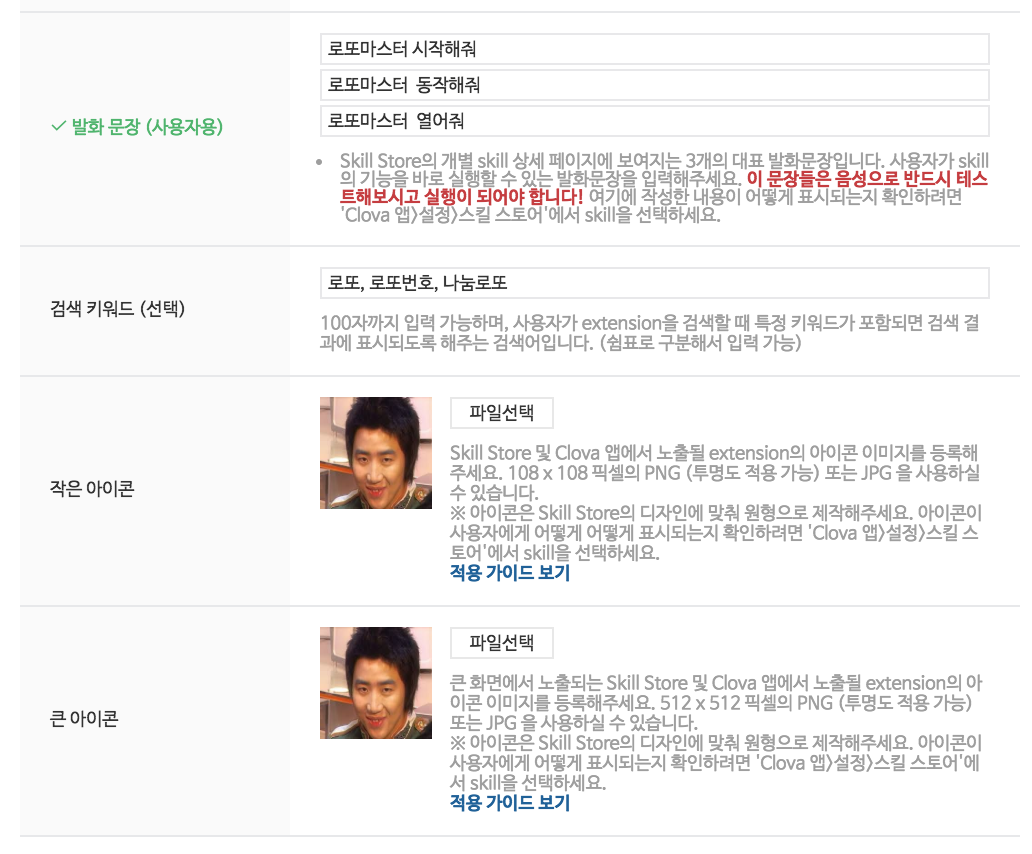 로또마스터 시작해줘
로또마스터 동작해줘
✓ 발화 문장 (사용자용)
로또마스터 열어줘
• Skill Store의 개별 skill 상세 페이지에 보여지는 3개의 대표 발화문장입니다. 사용자가 skill
의 기능을 바로 실행할 수 있는 발화문장을 입력해주세요. 이 문장들은 음성으로 반드시 테스
트해보시고 실행이 되어야 합니다! 여기에 작성한 내용이 어떻게 표시되는지 확인하려면
'Clova 앱>설정>스킬 스토어'에서 skill을 선택하세요.
검색 키워드 (선택)
로또, 로또번호, 나눔로또
100자까지 입력 가능하며, 사용자가 extension을 검색할 때 특정 키워드가 포함되면 검색 결
과에 표시되도록 해주는 검색어입니다. (쉼표로 구분해서 입력 가능)
작은 아이콘
파일선택
Skill Store 및 Clova 앱에서 노출될 extension의 아이콘 이미지를 등록해
주세요. 108 x 108 픽셀의 PNG (투명도 적용 가능) 또는 JPG 을 사용하실
수 있습니다.
※ 아이콘은 Skill Store의 디자인에 맞춰 원형으로 제작해주세요. 아이콘이
사용자에게 어떻게 어떻게 표시되는지 확인하려면 'Clova 앱>설정>스킬 스
토어'에서 skill을 선택하세요.
적용 가이드 보기
큰 아이콘
파일선택
큰 화면에서 노출되는 Skill Store 및 Clova 앱에서 노출될 extension의 아
이콘 이미지를 등록해주세요. 512 x 512 픽셀의 PNG (투명도 적용 가능)
또는 JPG 을 사용하실 수 있습니다.
※ 아이콘은 Skill Store의 디자인에 맞춰 원형으로 제작해주세요. 아이콘이
사용자에게 어떻게 표시되는지 확인하려면 'Clova 앱>설정>스킬 스토어'에
서 skill을 선택하세요.
적용 가이드 보기